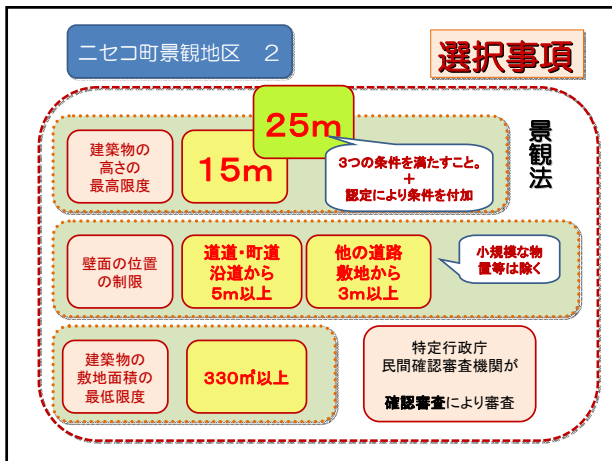 ニセコ町景観地区　２
選択事項
景観法
建築物の
高さの
最高限度
１５ｍ
２５ｍ
３つの条件を満たすこと。
＋
認定により条件を付加
壁面の位置
の制限
道道・町道
沿道から
５ｍ以上
他の道路
敷地から
３ｍ以上
小規模な物
置等は除く
建築物の
敷地面積の
最低限度
３３０㎡以上
特定行政庁
民間確認審査機関が
確認審査により審査